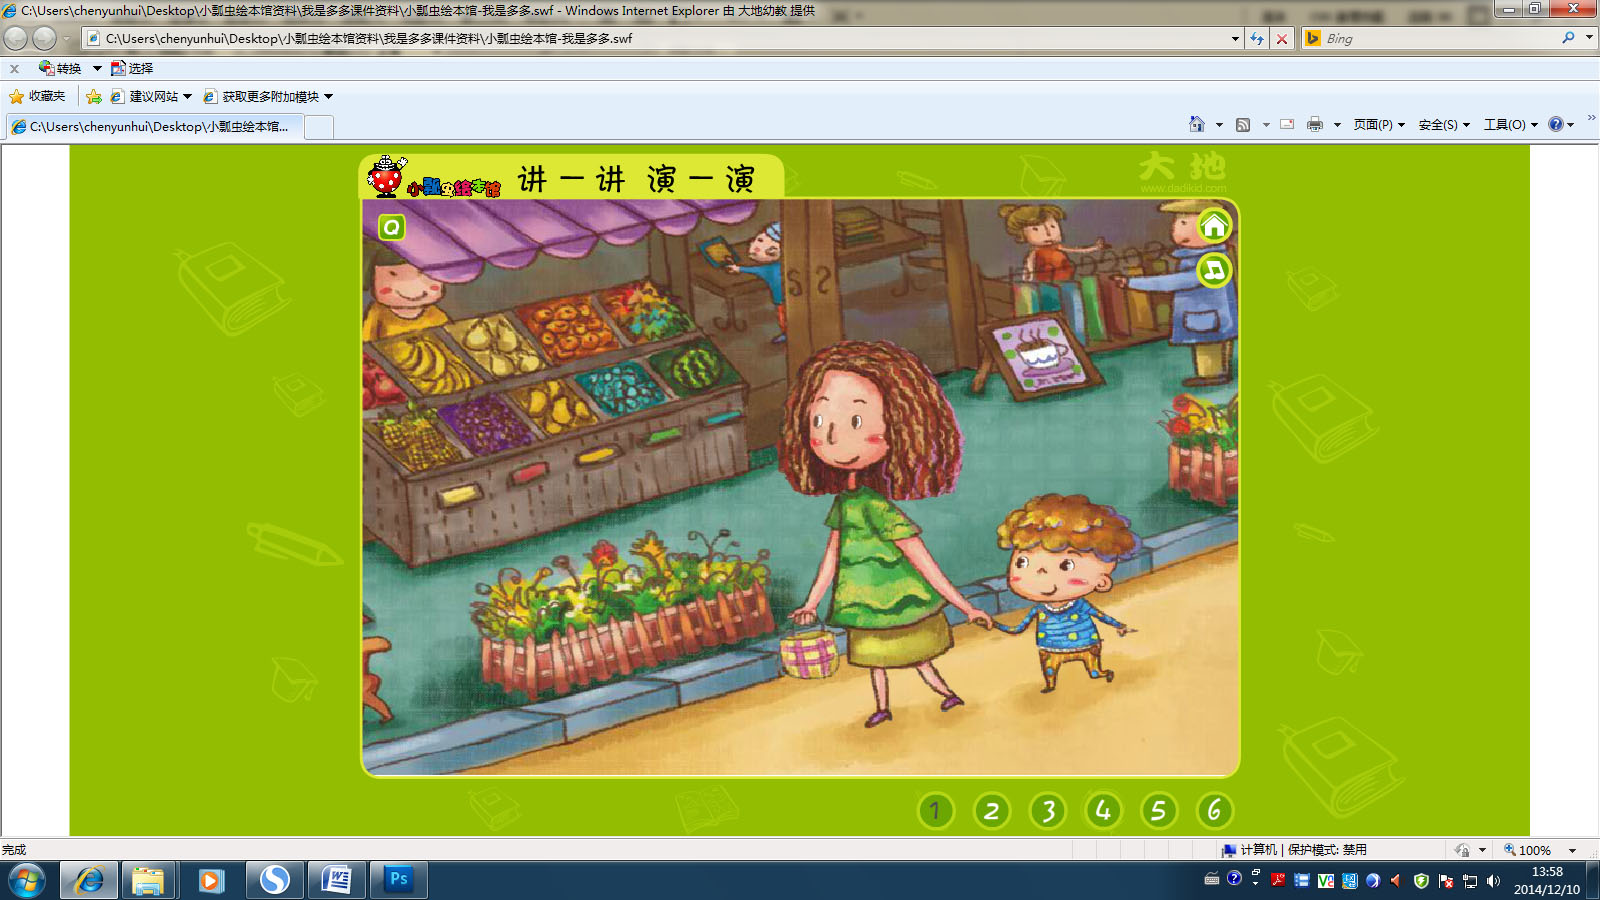 C:\Users\chenyunhui\Desktop\小瓢虫绘本馆资料\我是多多课件资料\小瓢虫绘本馆-我是多多.swf - Windows Internet Explorer 由 大地幼教 提供
C:\Users\chenyunhui\Desktop\小瓢虫绘本馆资料\我是多多课件资料\小瓢虫绘本馆-我是多多.swf
Bing
x 转换 选择
收藏夹 建议网站 获取更多附加模块
C:\Users\chenyunhui\Desktop\小瓢虫绘本馆...
页面(P) 安全(S) 工具(O)
小瓢虫绘本馆 讲一讲 演一演
大地
www.dadikid.com
Q
1 2 3 4 5 6
完成
计算机 | 保护模式: 禁用
100%
Ps
13:58
2014/12/10